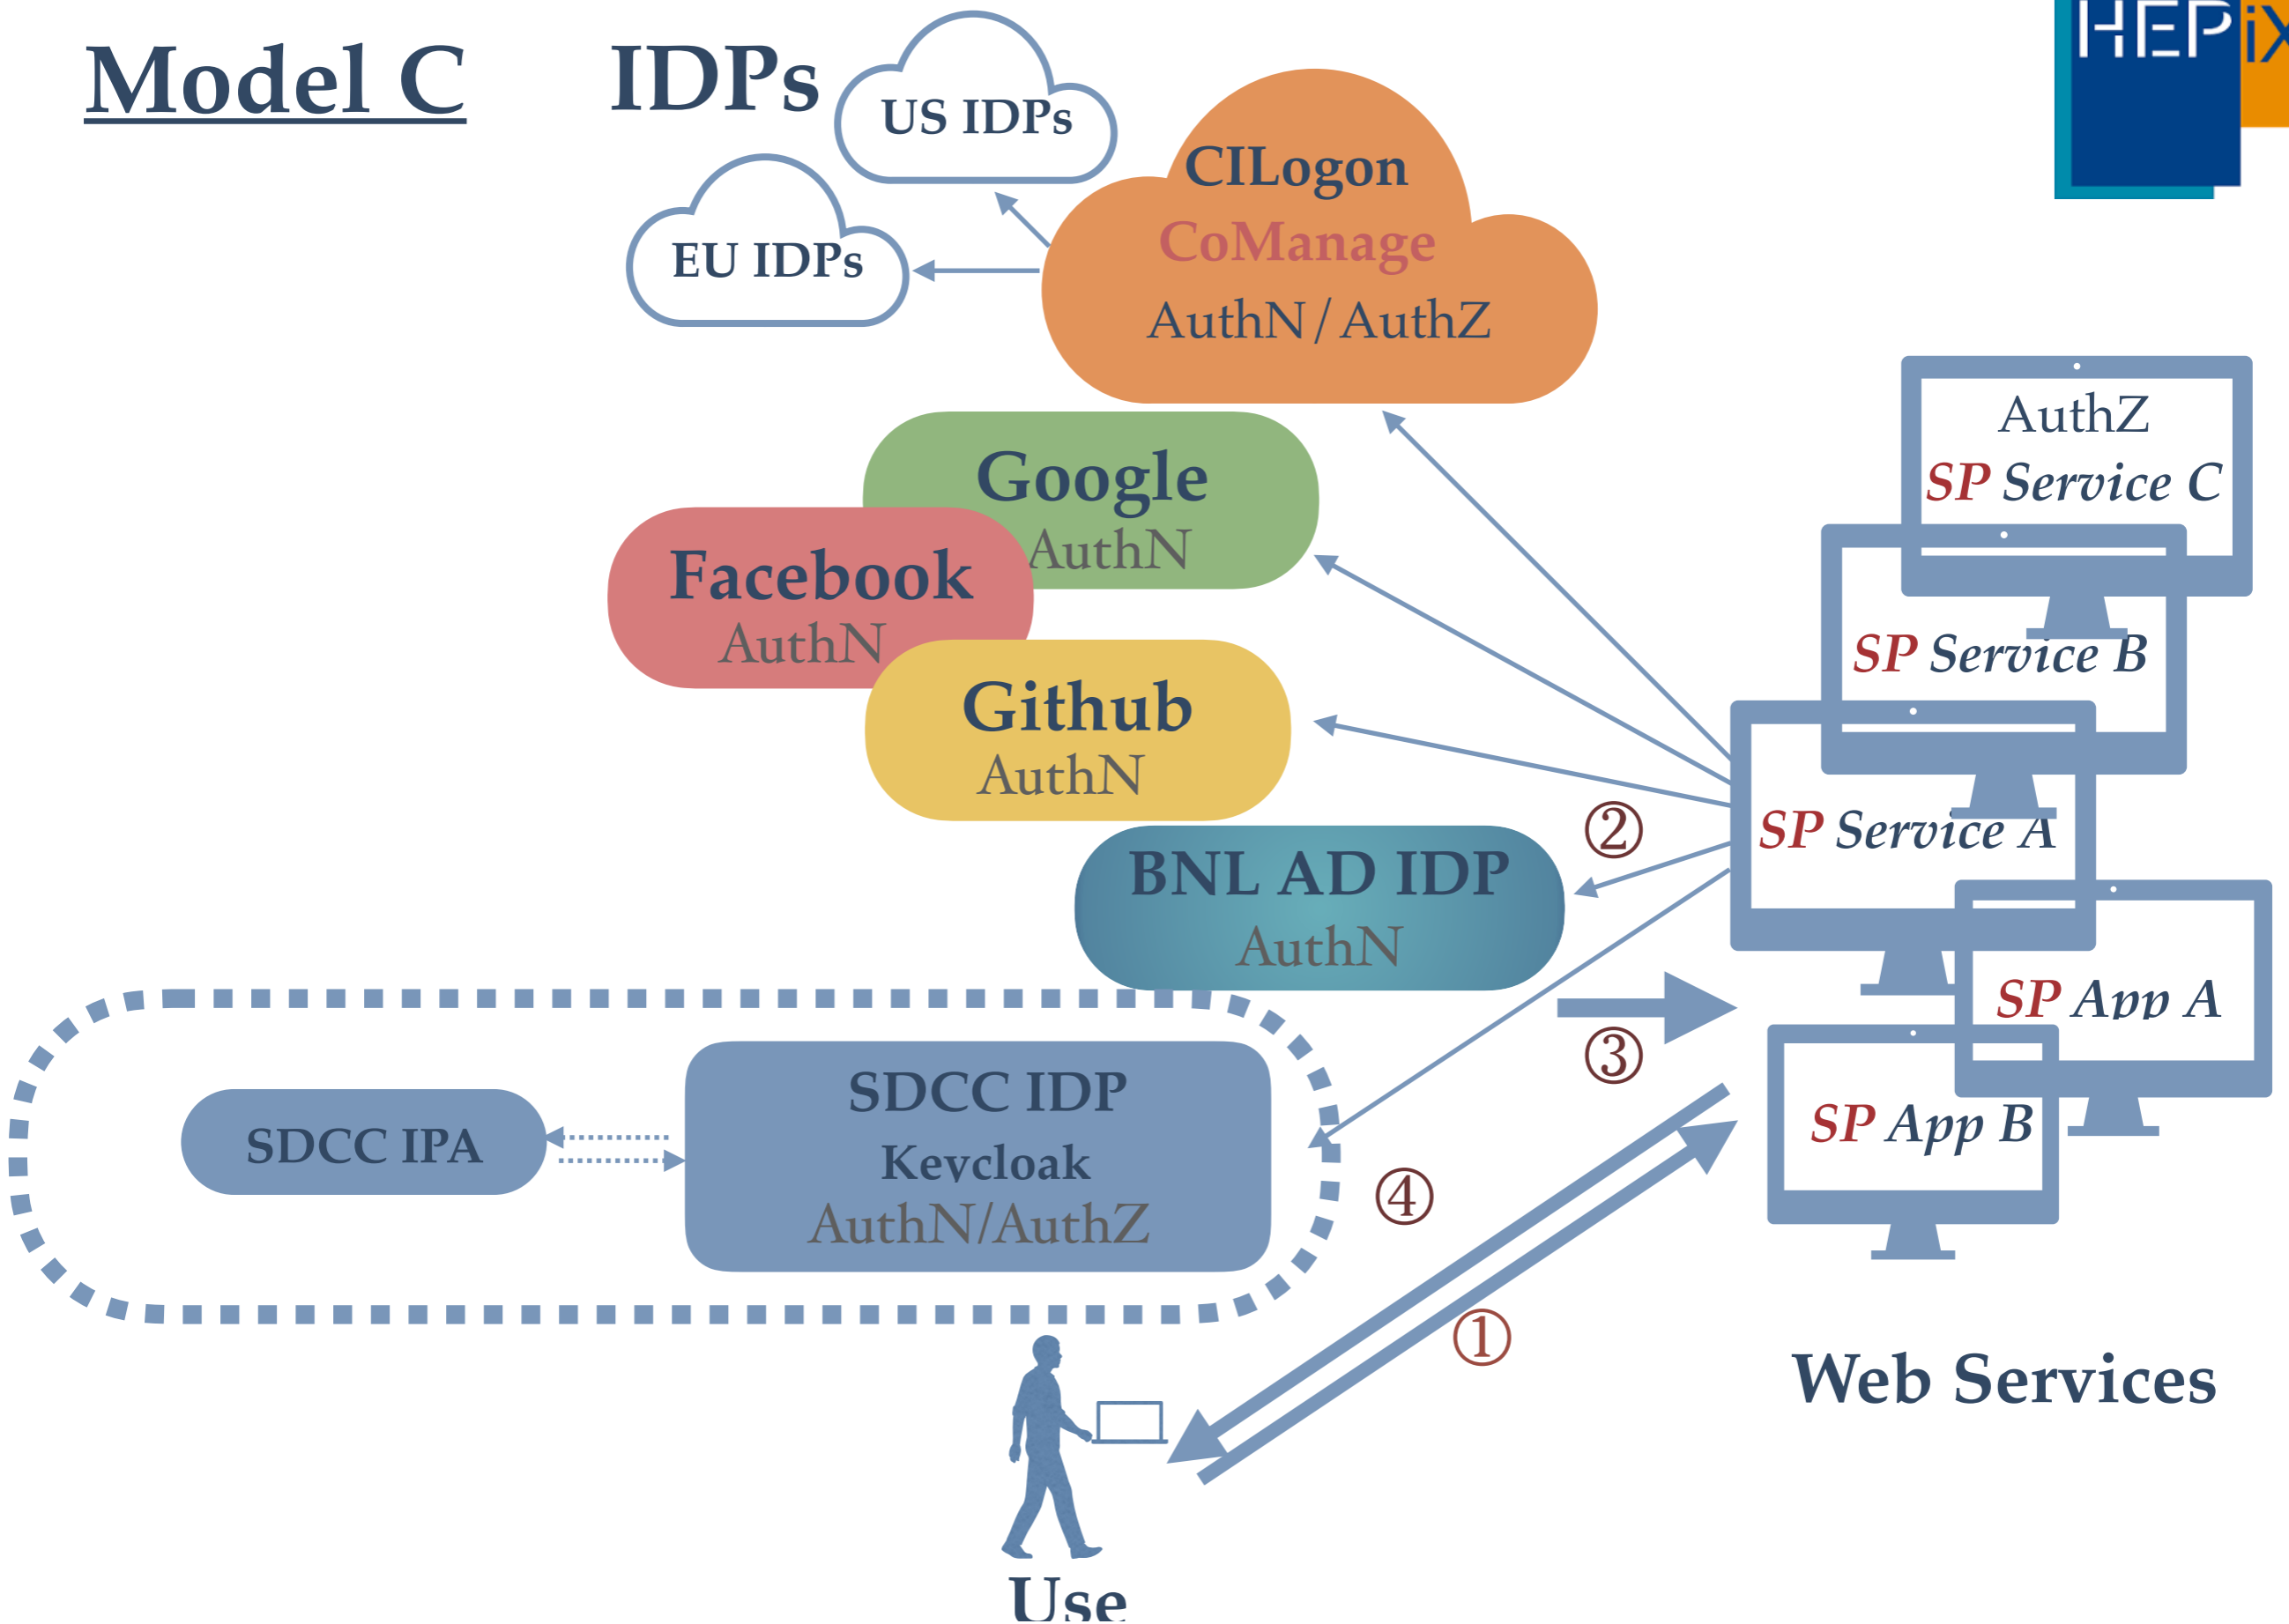 Model C
IDPs
HEPiX
US IDPs
EU IDPs
CILogon
CoManage
AuthN/AuthZ
Google
AuthN
Facebook
AuthN
Github
AuthN
BNL AD IDP
AuthN
AuthZ
SP Service C
SP Service B
SP Service A
SP App A
SP App B
②
③
④
①
SDCC IPA
SDCC IDP
Keycloak
AuthN/AuthZ
Web Services
Use